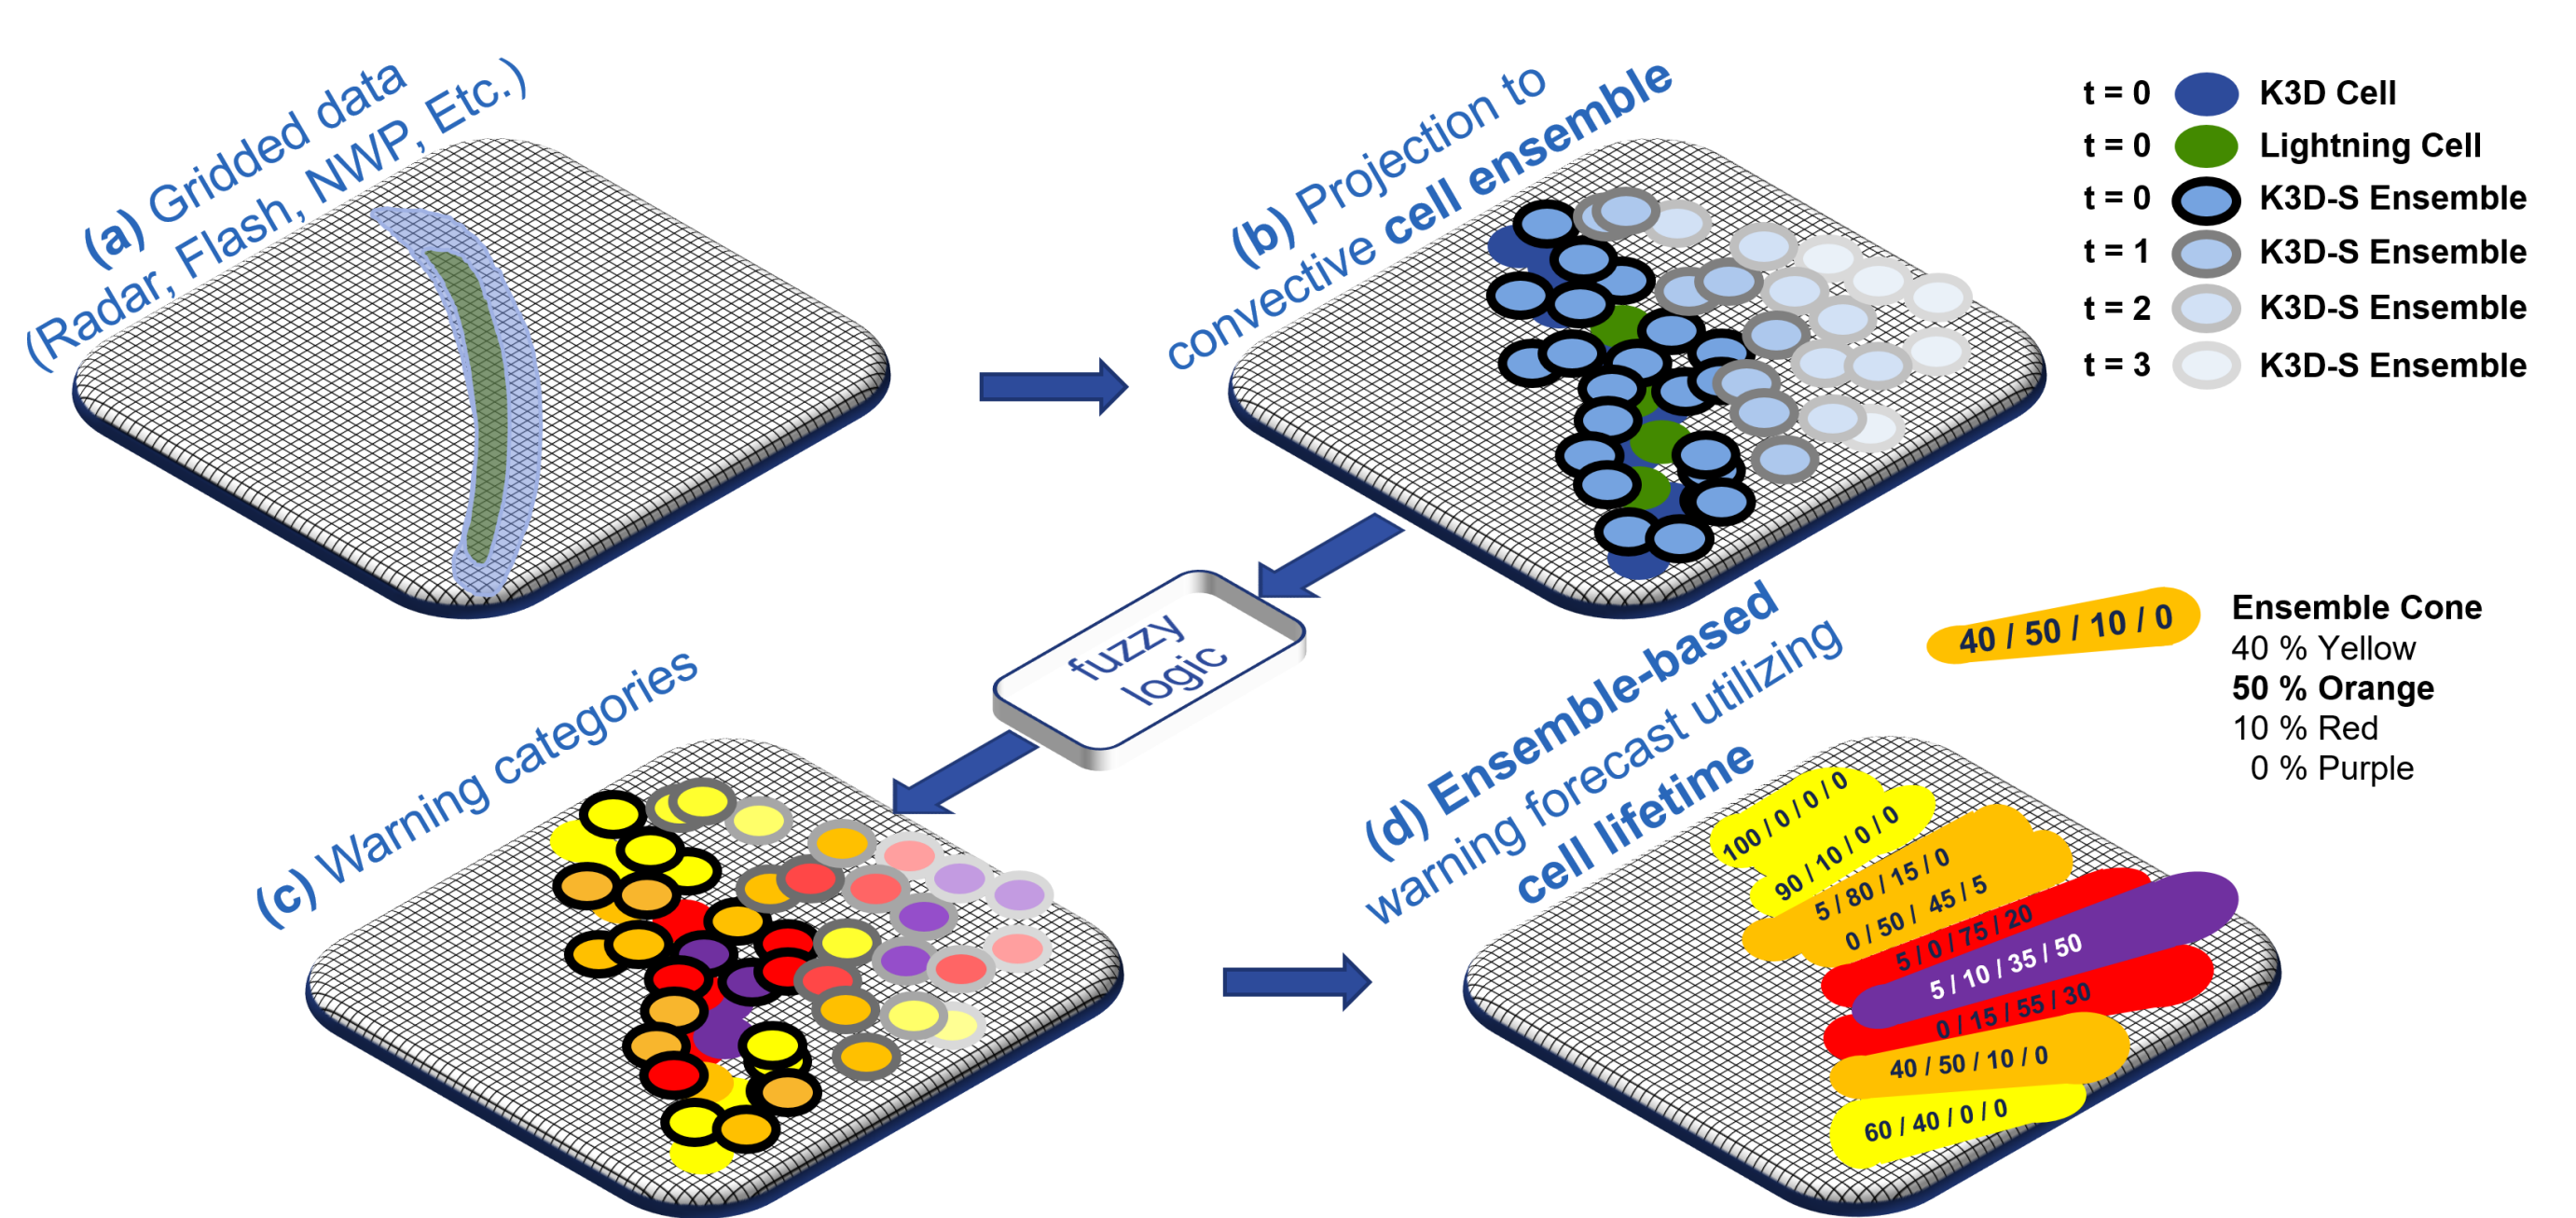 (a) Gridded data
(Radar, Flash, NWP, Etc.)
(b) Projection to
convective cell ensemble
t = 0 K3D Cell
t = 0 Lightning Cell
t = 0 K3D-S Ensemble
t = 1 K3D-S Ensemble
t = 2 K3D-S Ensemble
t = 3 K3D-S Ensemble
fuzzy
logic
(c) Warning categories
(d) Ensemble-based
warning forecast utilizing
cell lifetime
40 / 50 / 10 / 0
Ensemble Cone
40 % Yellow
50 % Orange
10 % Red
0 % Purple
100 / 0 / 0 / 0
90 / 10 / 0 / 0
5 / 80 / 15 / 0
0 / 50 / 45 / 5
5 / 0 / 75 / 20
5 / 10 / 35 / 50
0 / 15 / 55 / 30
40 / 50 / 10 / 0
60 / 40 / 0 / 0